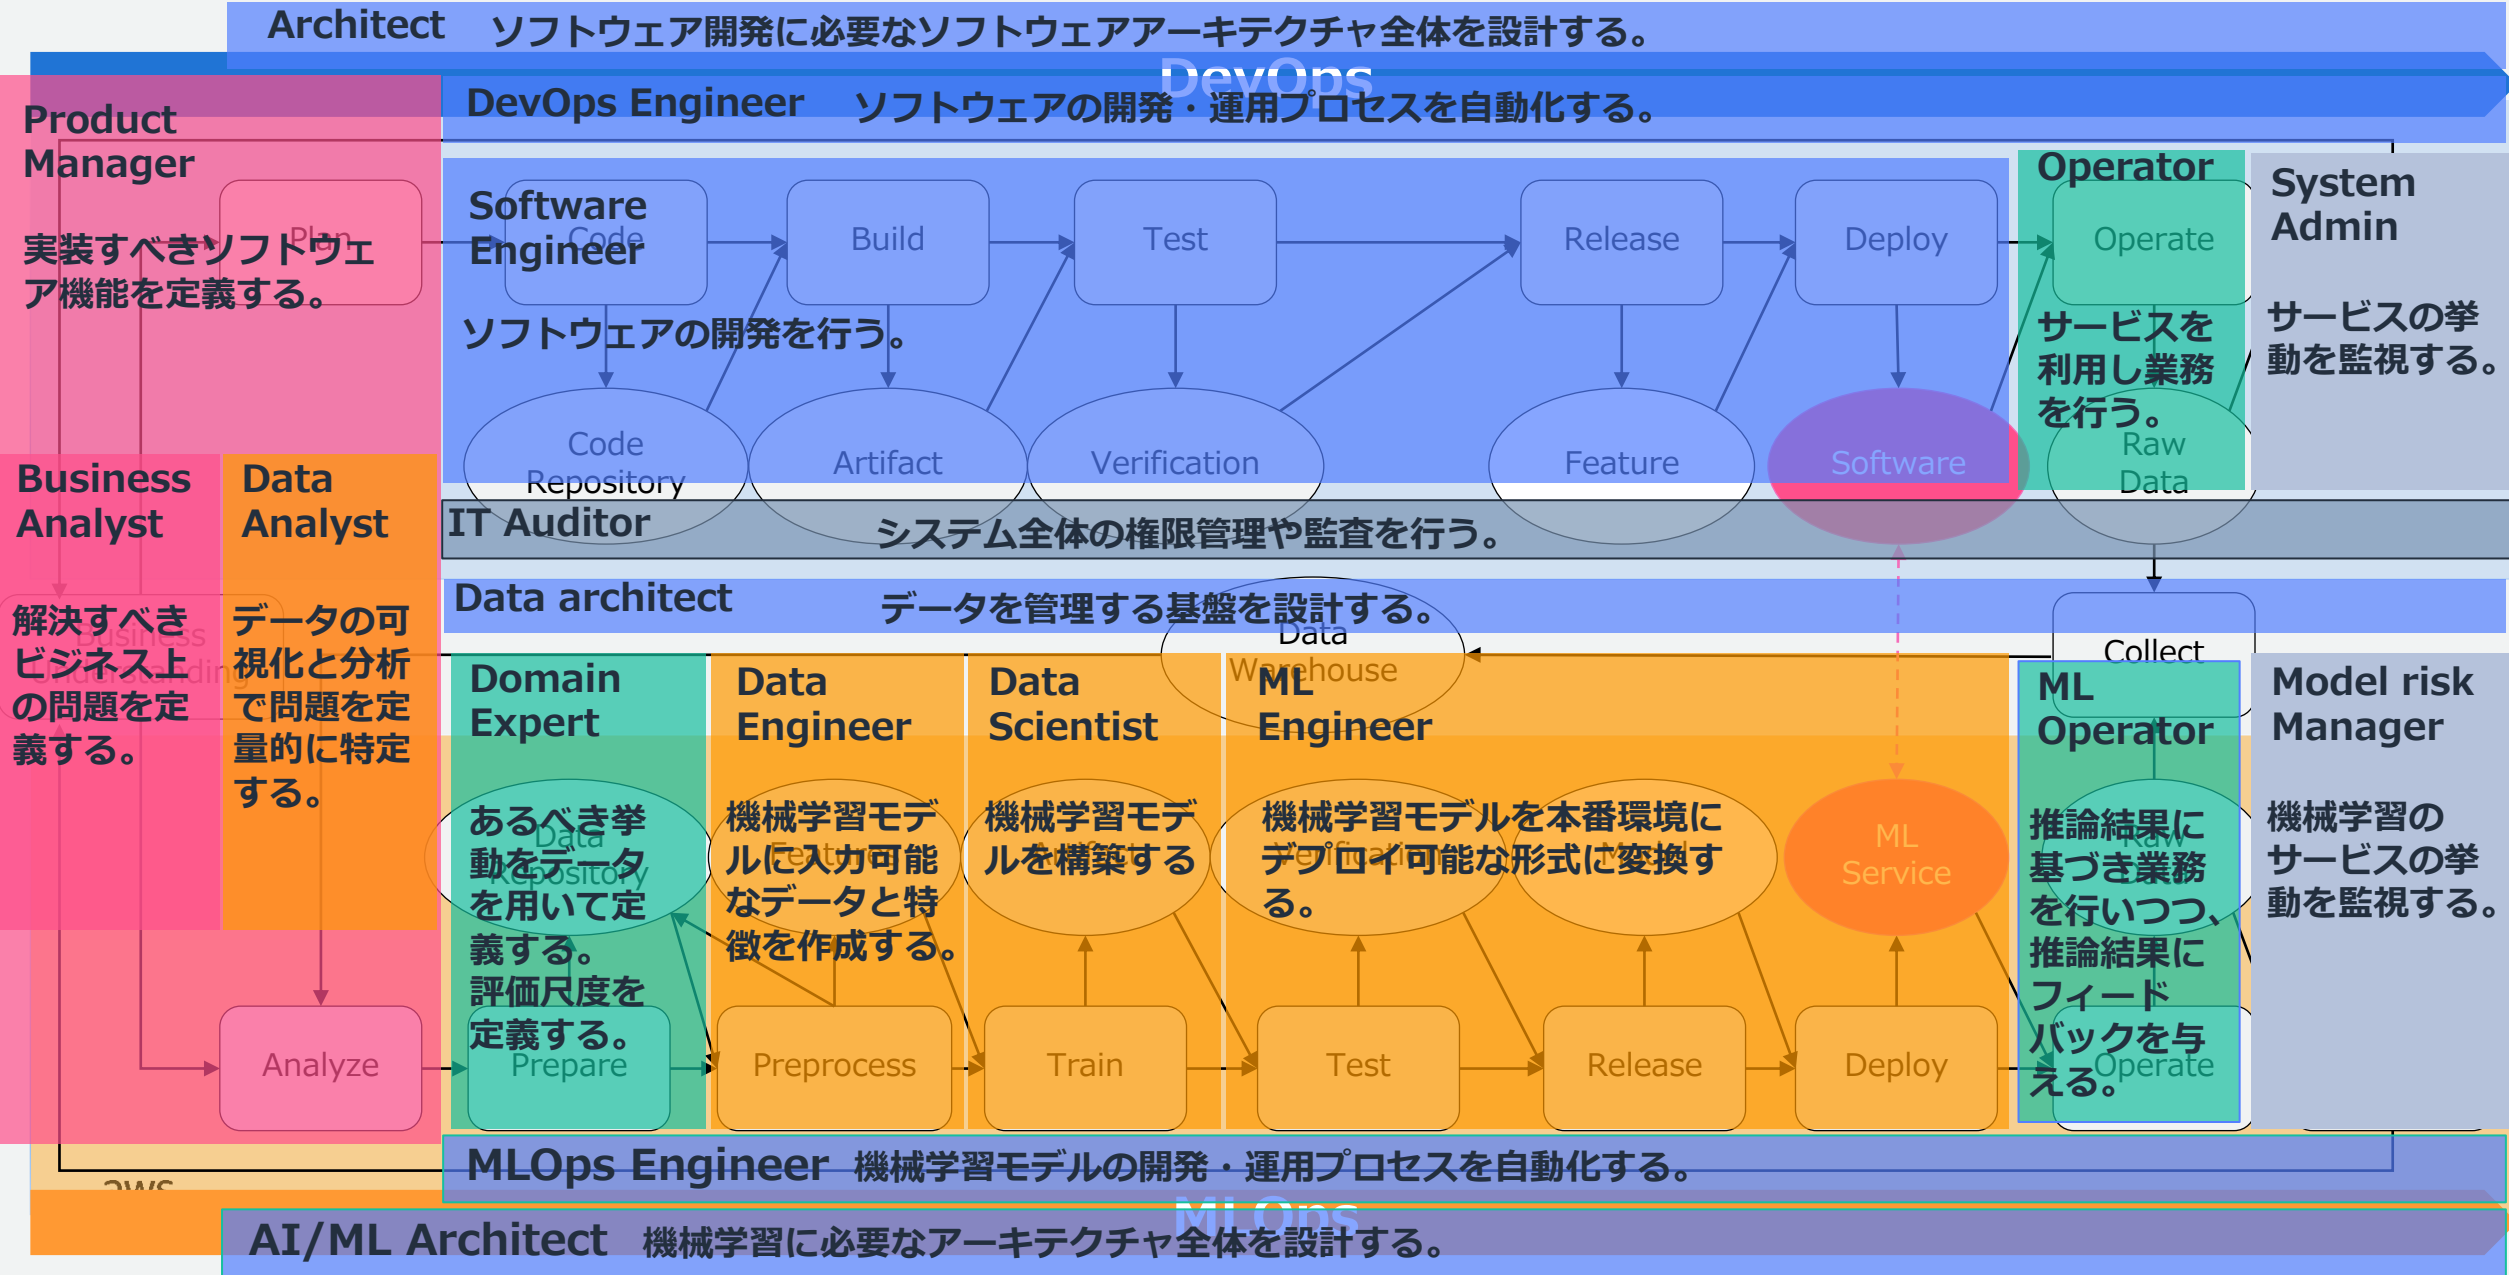 Architect
ソフトウェア開発に必要なソフトウェアアーキテクチャ全体を設計する。
DevOps
DevOps Engineer
ソフトウェアの開発・運用プロセスを自動化する。
Product
Manager
実装すべきソフトウェ
ア機能を定義する。
Plan
Software
Engineer
ソフトウェアの開発を行う。
Code
Build
Test
Release
Deploy
Operator
Operate
サービスを
利用し業務
を行う。
System
Admin
サービスの挙
動を監視する。
Code
Repository
Artifact
Verification
Feature
Software
Raw
Data
Business
Analyst
解決すべき
ビジネス上
の問題を定
義する。
Business
Understanding
Data
Analyst
データの可
視化と分析
で問題を定
量的に特定
する。
IT Auditor
システム全体の権限管理や監査を行う。
Data architect
データを管理する基盤を設計する。
Data
Warehouse
Collect
Domain
Expert
あるべき挙
動をデータ
を用いて定
義する。
評価尺度を
定義する。
Data
Repository
Data
Engineer
機械学習モデ
ルに入力可能
なデータと特
徴を作成する。
Features
Data
Scientist
機械学習モデ
ルを構築する
Artifact
ML
Engineer
機械学習モデルを本番環境に
デプロイ可能な形式に変換す
る。
Verification
Model
ML
Service
ML
Operator
推論結果に
基づき業務
を行いつつ、
推論結果に
フィード
バックを与
える。
Raw
Data
Model risk
Manager
機械学習の
サービスの挙
動を監視する。
Analyze
Prepare
Preprocess
Train
Test
Release
Deploy
Operate
MLOps Engineer
機械学習モデルの開発・運用プロセスを自動化する。
aws
MLOps
AI/ML Architect
機械学習に必要なアーキテクチャ全体を設計する。